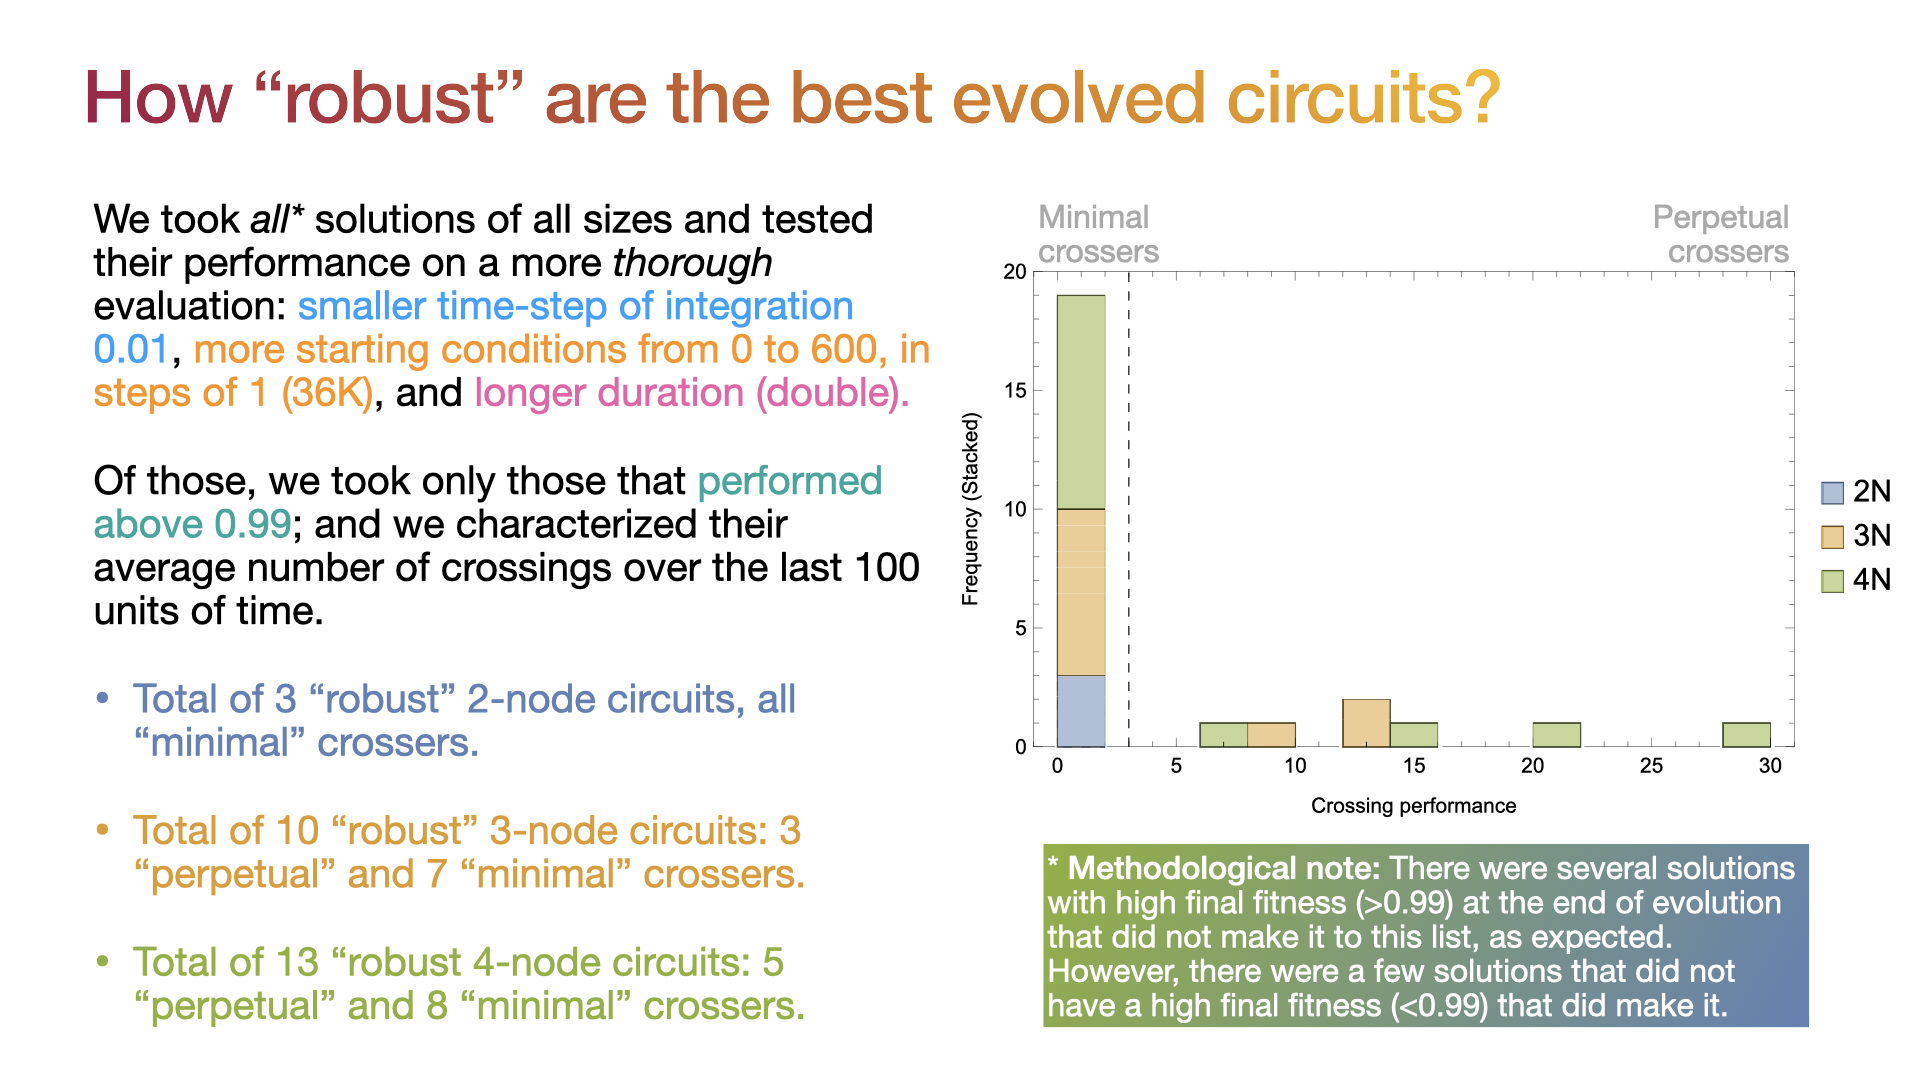 How “robust” are the best evolved circuits?
We took all* solutions of all sizes and tested
their performance on a more thorough
evaluation: smaller time-step of integration
0.01, more starting conditions from 0 to 600, in
steps of 1 (36K), and longer duration (double).
Of those, we took only those that performed
above 0.99; and we characterized their
average number of crossings over the last 100
units of time.
• Total of 3 “robust” 2-node circuits, all
“minimal” crossers.
• Total of 10 “robust” 3-node circuits: 3
“perpetual” and 7 “minimal” crossers.
• Total of 13 “robust 4-node circuits: 5
“perpetual” and 8 “minimal” crossers.
Minimal
crossers
Perpetual
crossers
20
15
10
5
0
Frequency (Stacked)
0 5 10 15 20 25 30
Crossing performance
2N
3N
4N
* Methodological note: There were several solutions
with high final fitness (>0.99) at the end of evolution
that did not make it to this list, as expected.
However, there were a few solutions that did not
have a high final fitness (<0.99) that did make it.